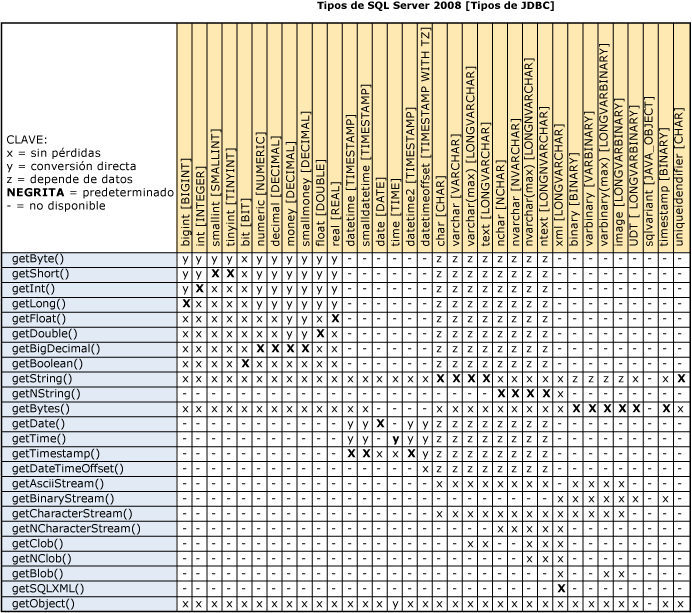 Tipos de SQL Server 2008 [Tipos de JDBC]
CLAVE:
x = sin pérdidas
y = conversión directa
z = depende de datos
NEGRITA = predeterminado
- = no disponible
bigint [BIGINT]
int [INTEGER]
smallint [SMALLINT]
tinyint [TINYINT]
bit [BIT]
numeric [NUMERIC]
decimal [DECIMAL]
money [DECIMAL]
smallmoney [DECIMAL]
float [DOUBLE]
real [REAL]
datetime [TIMESTAMP]
smalldatetime [TIMESTAMP]
date [DATE]
time [TIME]
datetime2 [TIMESTAMP]
datetimeoffset [TIMESTAMP WITH TZ]
char [CHAR]
varchar [VARCHAR]
varchar(max) [LONGVARCHAR]
text [LONGVARCHAR]
nchar [NCHAR]
nvarchar [NVARCHAR]
nvarchar(max) [LONGNVARCHAR]
ntext [LONGNVARCHAR]
xml [LONGVARCHAR]
binary [BINARY]
varbinary [VARBINARY]
varbinary(max) [LONGVARBINARY]
image [LONGVARBINARY]
UDT [LONGVARBINARY]
sqlvariant [JAVA_OBJECT]
timestamp [BINARY]
uniqueidendifier [CHAR]
getByte() y y y y x y y y y y y - - - - - - z z z z z z z z - - - - - - - - -
getShort() y y X X x y y y y y y - - - - - - z z z z z z z z - - - - - - - - -
getInt() y X x x x y y y y y y - - - - - - z z z z z z z z - - - - - - - - -
getLong() X x x x x y y y y y y - - - - - - z z z z z z z z - - - - - - - - -
getFloat() x x x x x x x y y x X - - - - - - z z z z z z z z - - - - - - - - -
getDouble() x x x x x x x y y X x - - - - - - z z z z z z z z - - - - - - - - -
getBigDecimal() x x x x x X X X X x x - - - - - - z z z z z z z z - - - - - - - - -
getBoolean() x x x x X x x x x x x - - - - - - z z z z z z z z - - - - - - - - -
getString() x x x x x x x x x x x x x x x x x X X X X x x x x x z z z z x - x X
getNString() - - - - - - - - - - - - - - - - - - - - - X X X X - - - - - - - - -
getBytes() x x x x x x x x x x x x x - - - - x x x x x x x x x X X X X X - X x
getDate() - - - - - - - - - - - y y X - y y z z z z z z z z - - - - - - - - -
getTime() - - - - - - - - - - - y y - y y y z z z z z z z z - - - - - - - - -
getTimestamp() - - - - - - - - - - - X X x x X y z z z z z z z z - - - - - - - - -
getDateTimeOffset() - - - - - - - - - - - - - - - - x z z z z z z z z - - - - - - - - -
getAsciiStream() - - - - - - - - - - - - - - - - - x x x x x x x x - x x x x - - - -
getBinaryStream() - - - - - - - - - - - - - - - - - - - - - - - - - x x x x x x - x -
getCharacterStream() - - - - - - - - - - - - - - - - - x x x x x x x x x x x x x - - - -
getNCharacterStream() - - - - - - - - - - - - - - - - - - - - - x x x x x - - - - - - - -
getClob() - - - - - - - - - - - - - - - - - - - x x - - x x x - - - - - - - -
getNClob() - - - - - - - - - - - - - - - - - - - - - - - x x x - - - - - - - -
getBlob() - - - - - - - - - - - - - - - - - - - - - - - - - x - - x x - - - -
getSQLXML() - - - - - - - - - - - - - - - - - - - - - - - - - X - - - - - - - -
getObject() x x x x x x x x x x x x x x y x x x x x x x x x x x x x x x x - x x